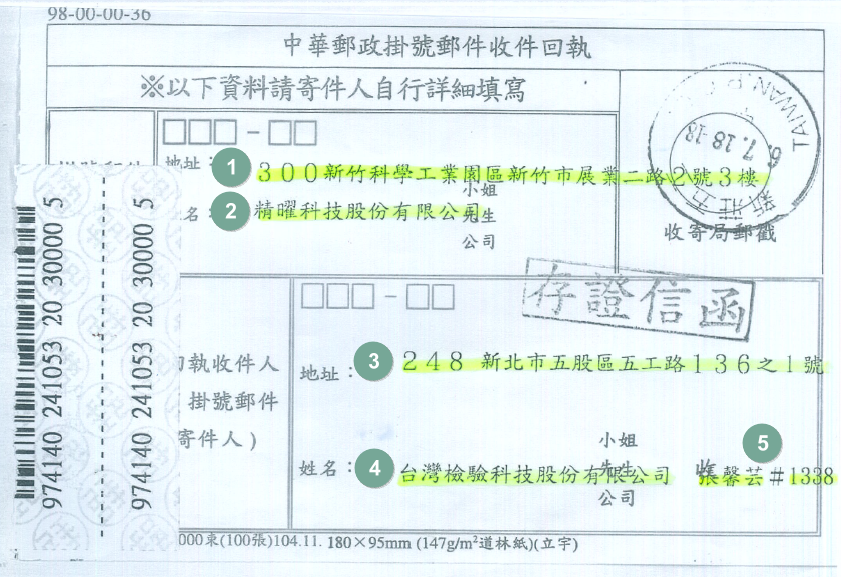 98-00-00-36
中華郵政掛號郵件收件回執
※以下資料請寄件人自行詳細填寫
地址：
1
300新竹科學工業園區新竹市展業二路2號3樓
名：
2
精曜科技股份有限公司
小姐
先生
公司
TAIWAN
6.7.18-18
新莊
收寄局郵戳
存證信函
執收件人
掛號郵件
寄件人)
地址：
3
248 新北市五股區五工路136之1號
姓名：
4
台灣檢驗科技股份有限公司
小姐
先生
公司
收
5
張馨芸#1338
974140 241053 20 30000 5
974140 241053 20 30000 5
000束(100張)104.11. 180×95mm (147g/m²道林紙)(立宇)